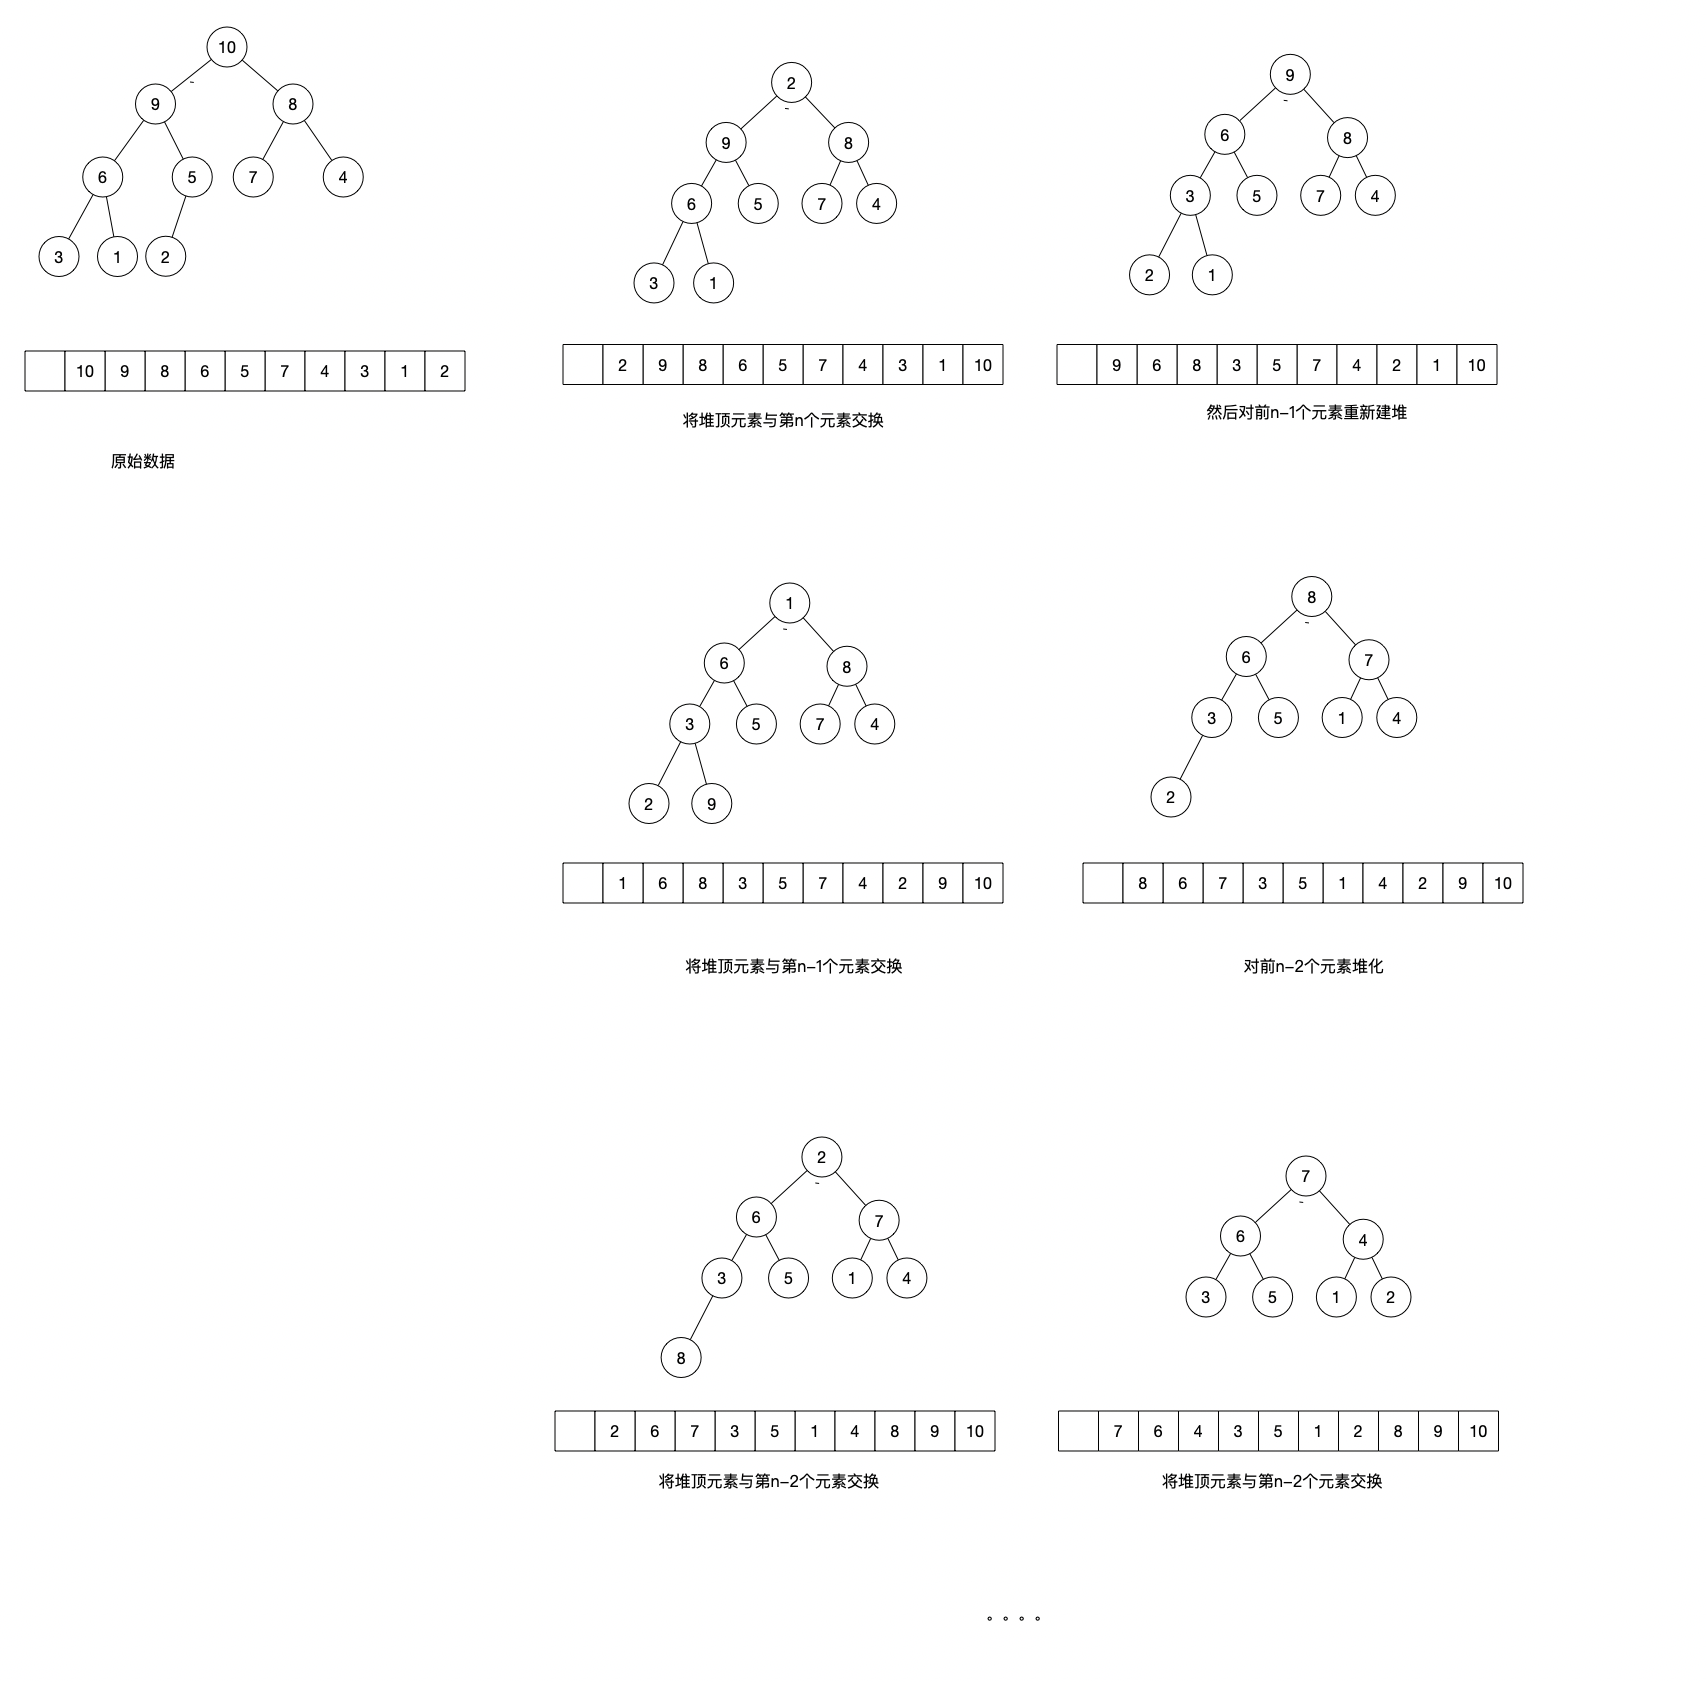 10
9 8
6 5 7 4
3 1 2
10 9 8 6 5 7 4 3 1 2
原始数据
2
9 8
6 5 7 4
3 1
2 9 8 6 5 7 4 3 1 10
将堆顶元素与第n个元素交换
9
6 8
3 5 7 4
2 1
9 6 8 3 5 7 4 2 1 10
然后对前n-1个元素重新建堆
1
6 8
3 5 7 4
2 9
1 6 8 3 5 7 4 2 9 10
将堆顶元素与第n-1个元素交换
8
6 7
3 5 1 4
2
8 6 7 3 5 1 4 2 9 10
对前n-2个元素堆化
2
6 7
3 5 1 4
8
2 6 7 3 5 1 4 8 9 10
将堆顶元素与第n-2个元素交换
7
6 4
3 5 1 2
7 6 4 3 5 1 2 8 9 10
将堆顶元素与第n-2个元素交换
。。。。